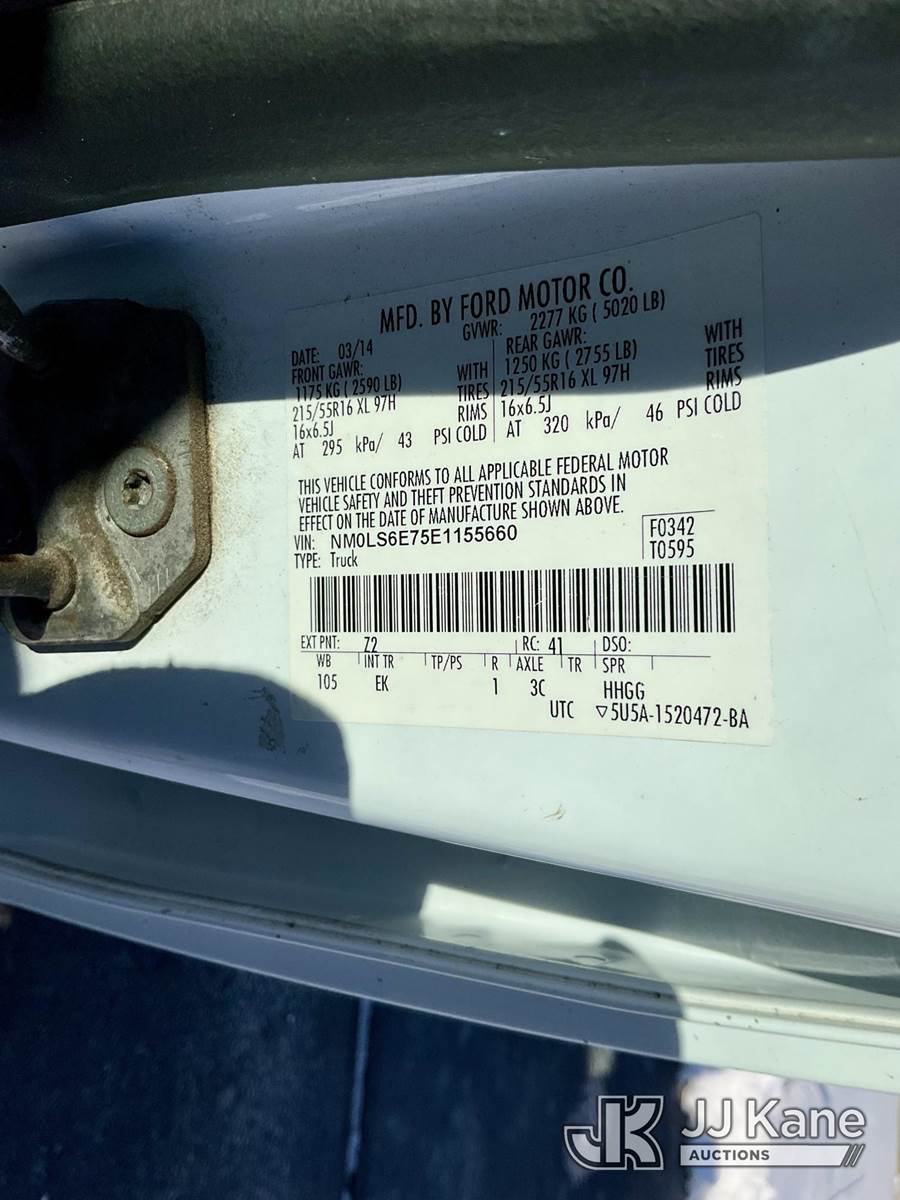 MFD. BY FORD MOTOR CO.
DATE: 03/14 GVWR: 2277 KG ( 5020 LB)
FRONT GAWR: REAR GAWR:
1175 KG ( 2590 LB) WITH 1250 KG ( 2755 LB) WITH
215/55R16 XL 97H TIRES 215/55R16 XL 97H TIRES
16x6.5J RIMS 16x6.5J RIMS
AT 295 kPa/ 43 PSI COLD AT 320 kPa/ 46 PSI COLD
THIS VEHICLE CONFORMS TO ALL APPLICABLE FEDERAL MOTOR
VEHICLE SAFETY AND THEFT PREVENTION STANDARDS IN
EFFECT ON THE DATE OF MANUFACTURE SHOWN ABOVE.
VIN: NM0LS6E75E1155660 F0342
TYPE: Truck T0595
EXT PNT: Z2 RC: 41 DSO:
WB INT TR TP/PS R AXLE TR SPR
105 EK 1 3C HHGG
UTC ▽5U5A-1520472-BA
JK JJ Kane
AUCTIONS